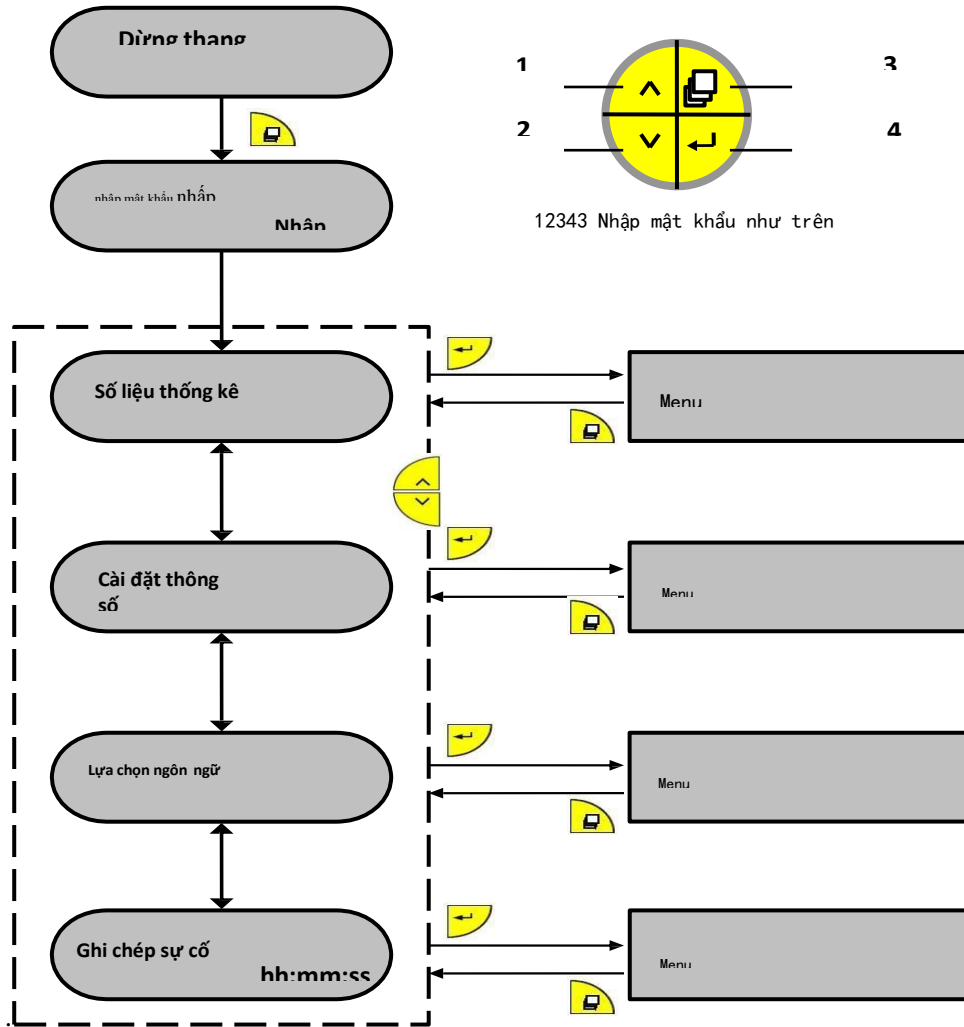 Dừng thang
1
3
2
4
nhập mật khẩu nhấp
Nhập
12343 Nhập mật khẩu như trên
Số liệu thống kê
Menu
Cài đặt thông
số
Menu
Lựa chọn ngôn ngữ
Menu
Ghi chép sự cố
hh:mm:ss
Menu